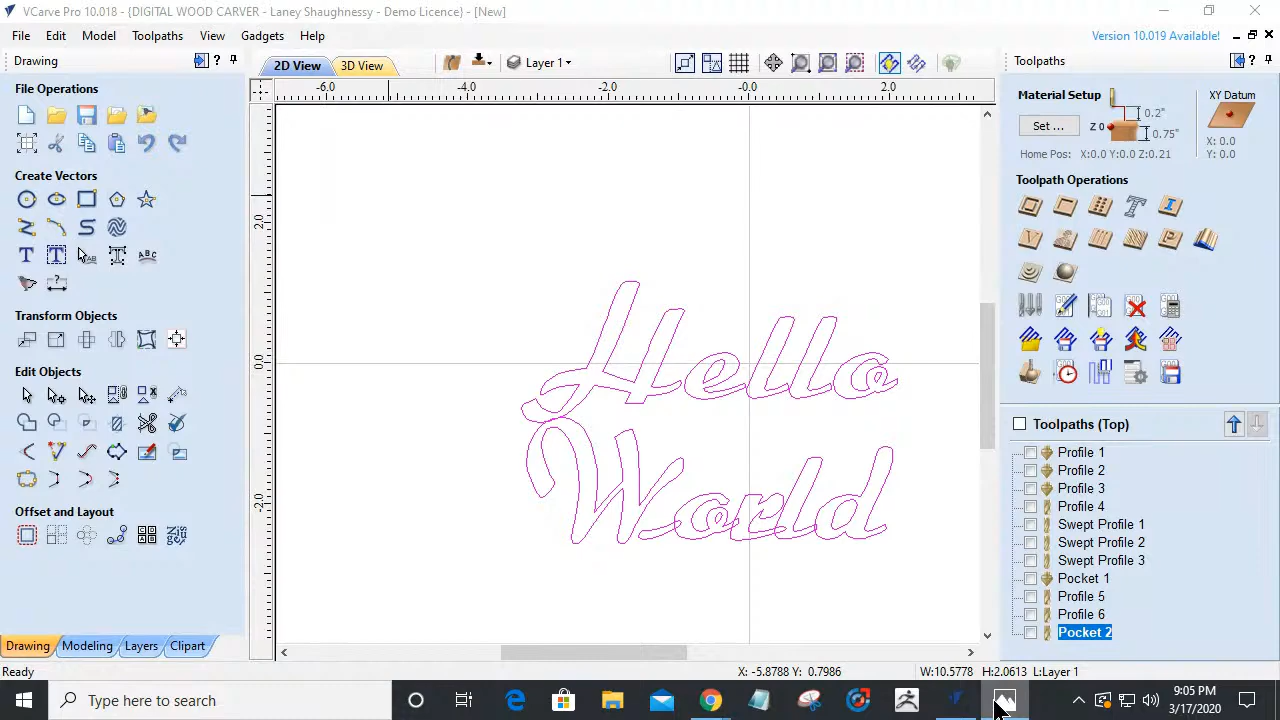 VCarve Pro 10.018 - {DIGITAL WOOD CARVER - Laney Shaughnessy - Demo Licence} - [New]
File Edit Model Toolpaths View Gadgets Help
Version 10.019 Available!
Drawing
File Operations
Create Vectors
Transform Objects
Edit Objects
Offset and Layout
Drawing Modeling Layers Clipart
2D View 3D View Layer 1
-6.0 -4.0 -2.0 -0.0 2.0
2.0
0.0
-2.0
Hello
World
Toolpaths
Material Setup
Set ...
Z 0
0.2"
0.75"
Home Pos: X:0.0 Y:0.0 Z:0.21
XY Datum
X: 0.0
Y: 0.0
Toolpath Operations
Toolpaths (Top)
Profile 1
Profile 2
Profile 3
Profile 4
Swept Profile 1
Swept Profile 2
Swept Profile 3
Pocket 1
Profile 5
Profile 6
Pocket 2
Ready
X: -5.8788 Y: 0.7986
W:10.5778 H:2.0613 L:Layer 1
Type here to search
9:05 PM
3/17/2020